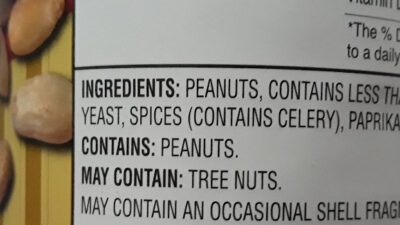 Vitamin D
*The % D
to a daily
INGREDIENTS: PEANUTS, CONTAINS LESS THA
YEAST, SPICES (CONTAINS CELERY), PAPRIKA
CONTAINS: PEANUTS.
MAY CONTAIN: TREE NUTS.
MAY CONTAIN AN OCCASIONAL SHELL FRAG